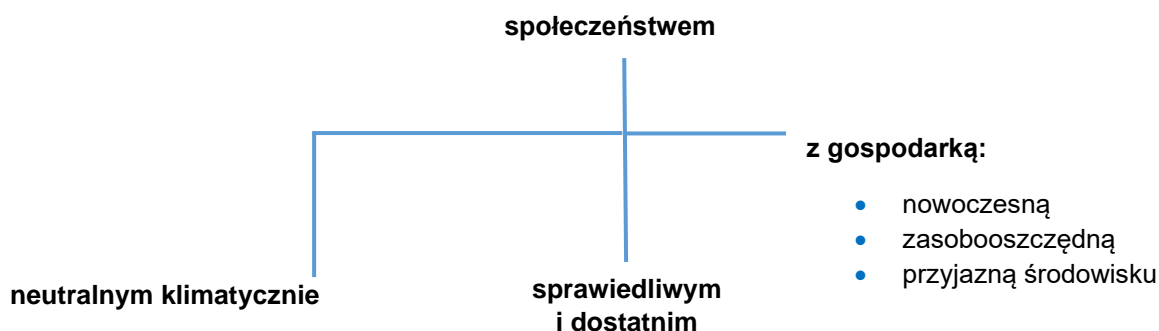 społeczeństwem
z gospodarką:
nowoczesną
zasobooszczędną
przyjazną środowisku
neutralnym klimatycznie
sprawiedliwym
i dostatnim